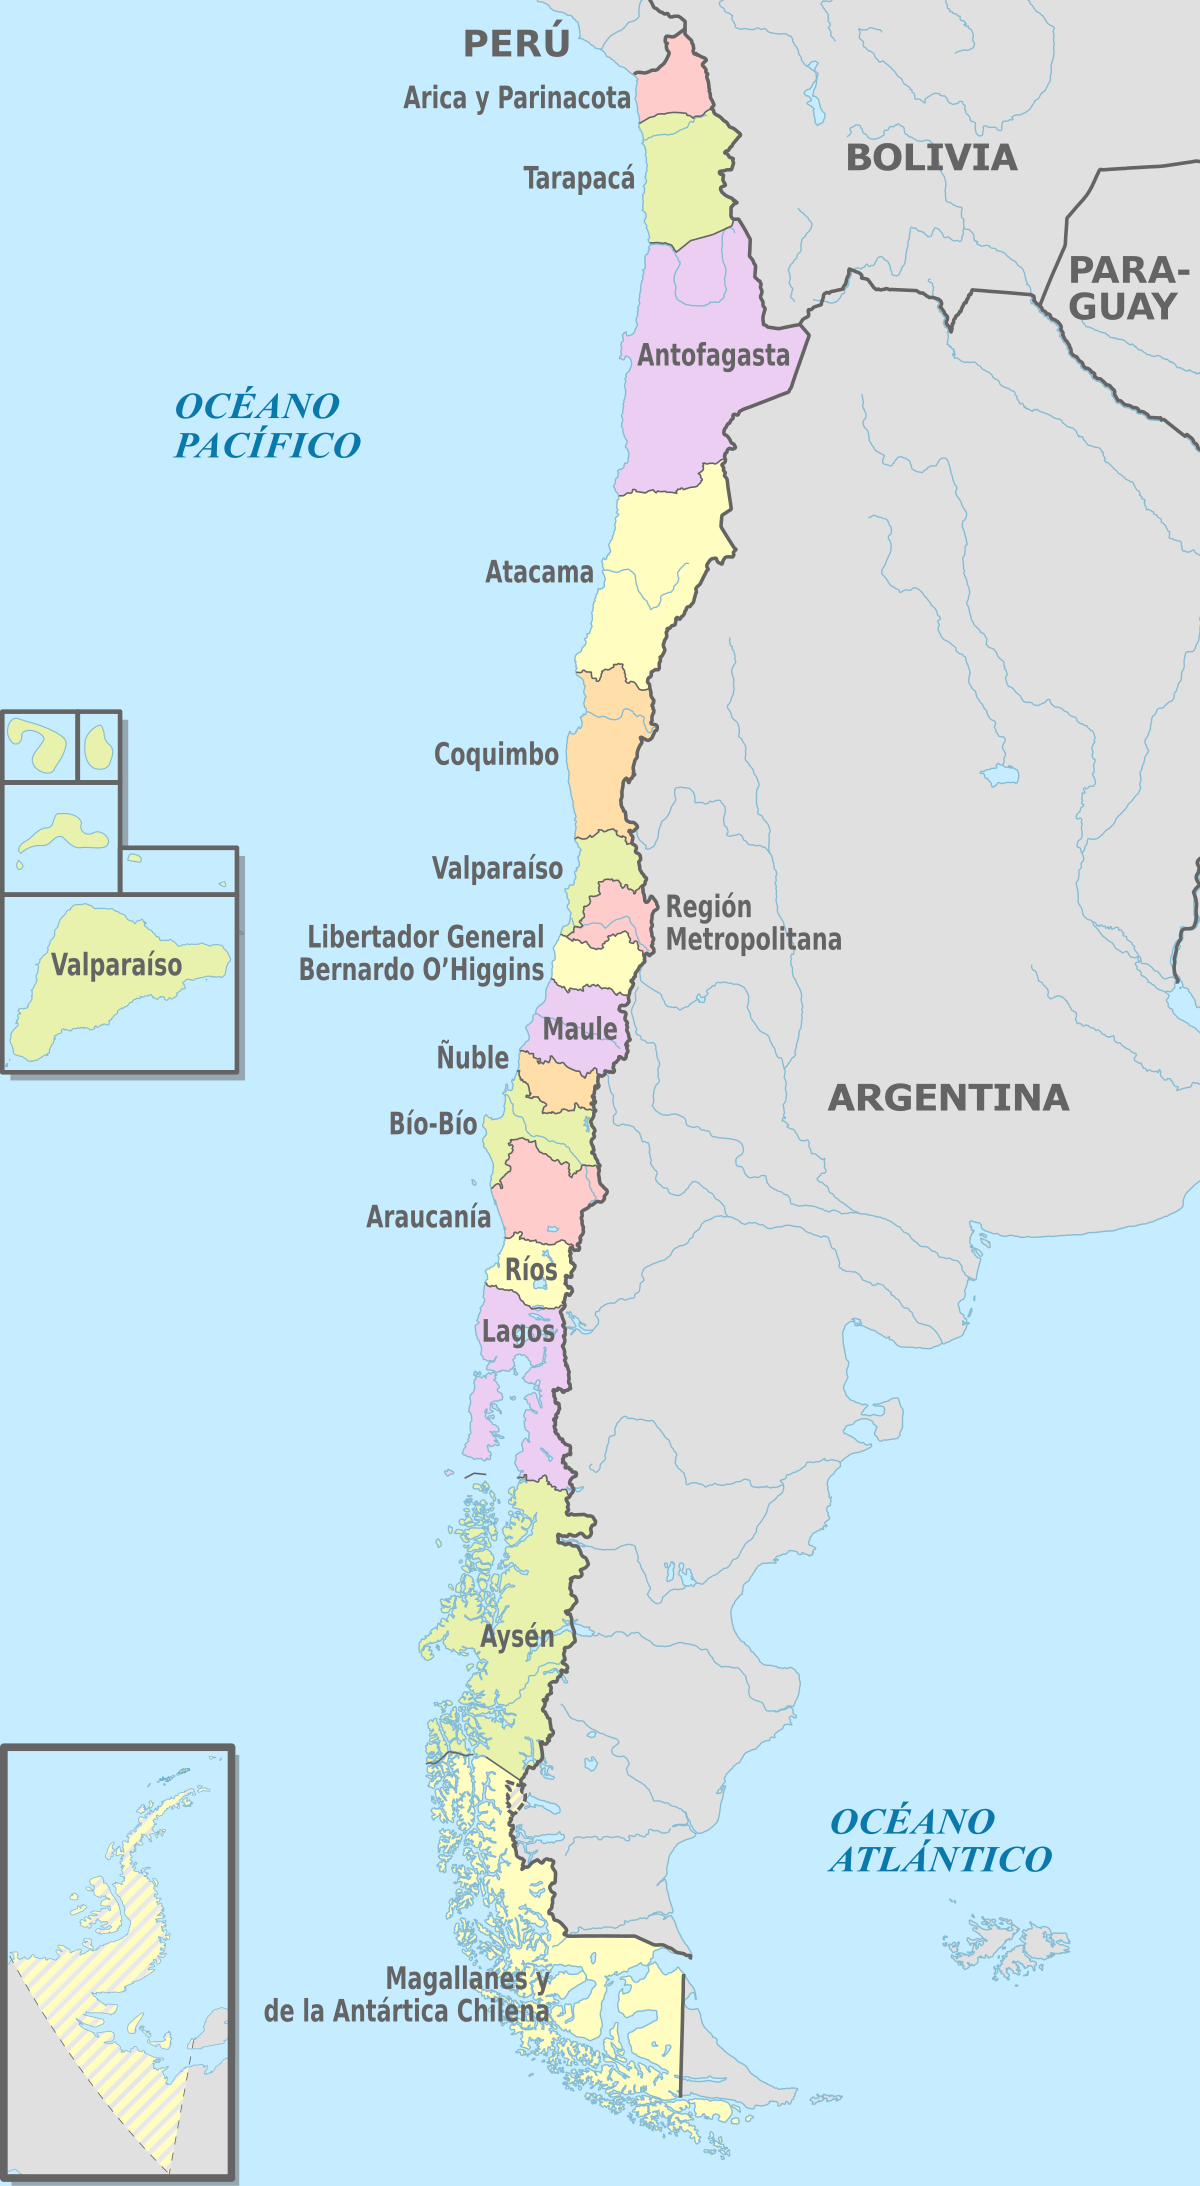 PERÚ
Arica y Parinacota
BOLIVIA
Tarapacá
PARA-
GUAY
Antofagasta
OCÉANO
PACÍFICO
Atacama
Coquimbo
Valparaíso
Región
Metropolitana
Libertador General
Bernardo O’Higgins
Valparaíso
Maule
Ñuble
ARGENTINA
Bío-Bío
Araucanía
Ríos
Lagos
Aysén
OCÉANO
ATLÁNTICO
Magallanes y
de la Antártica Chilena